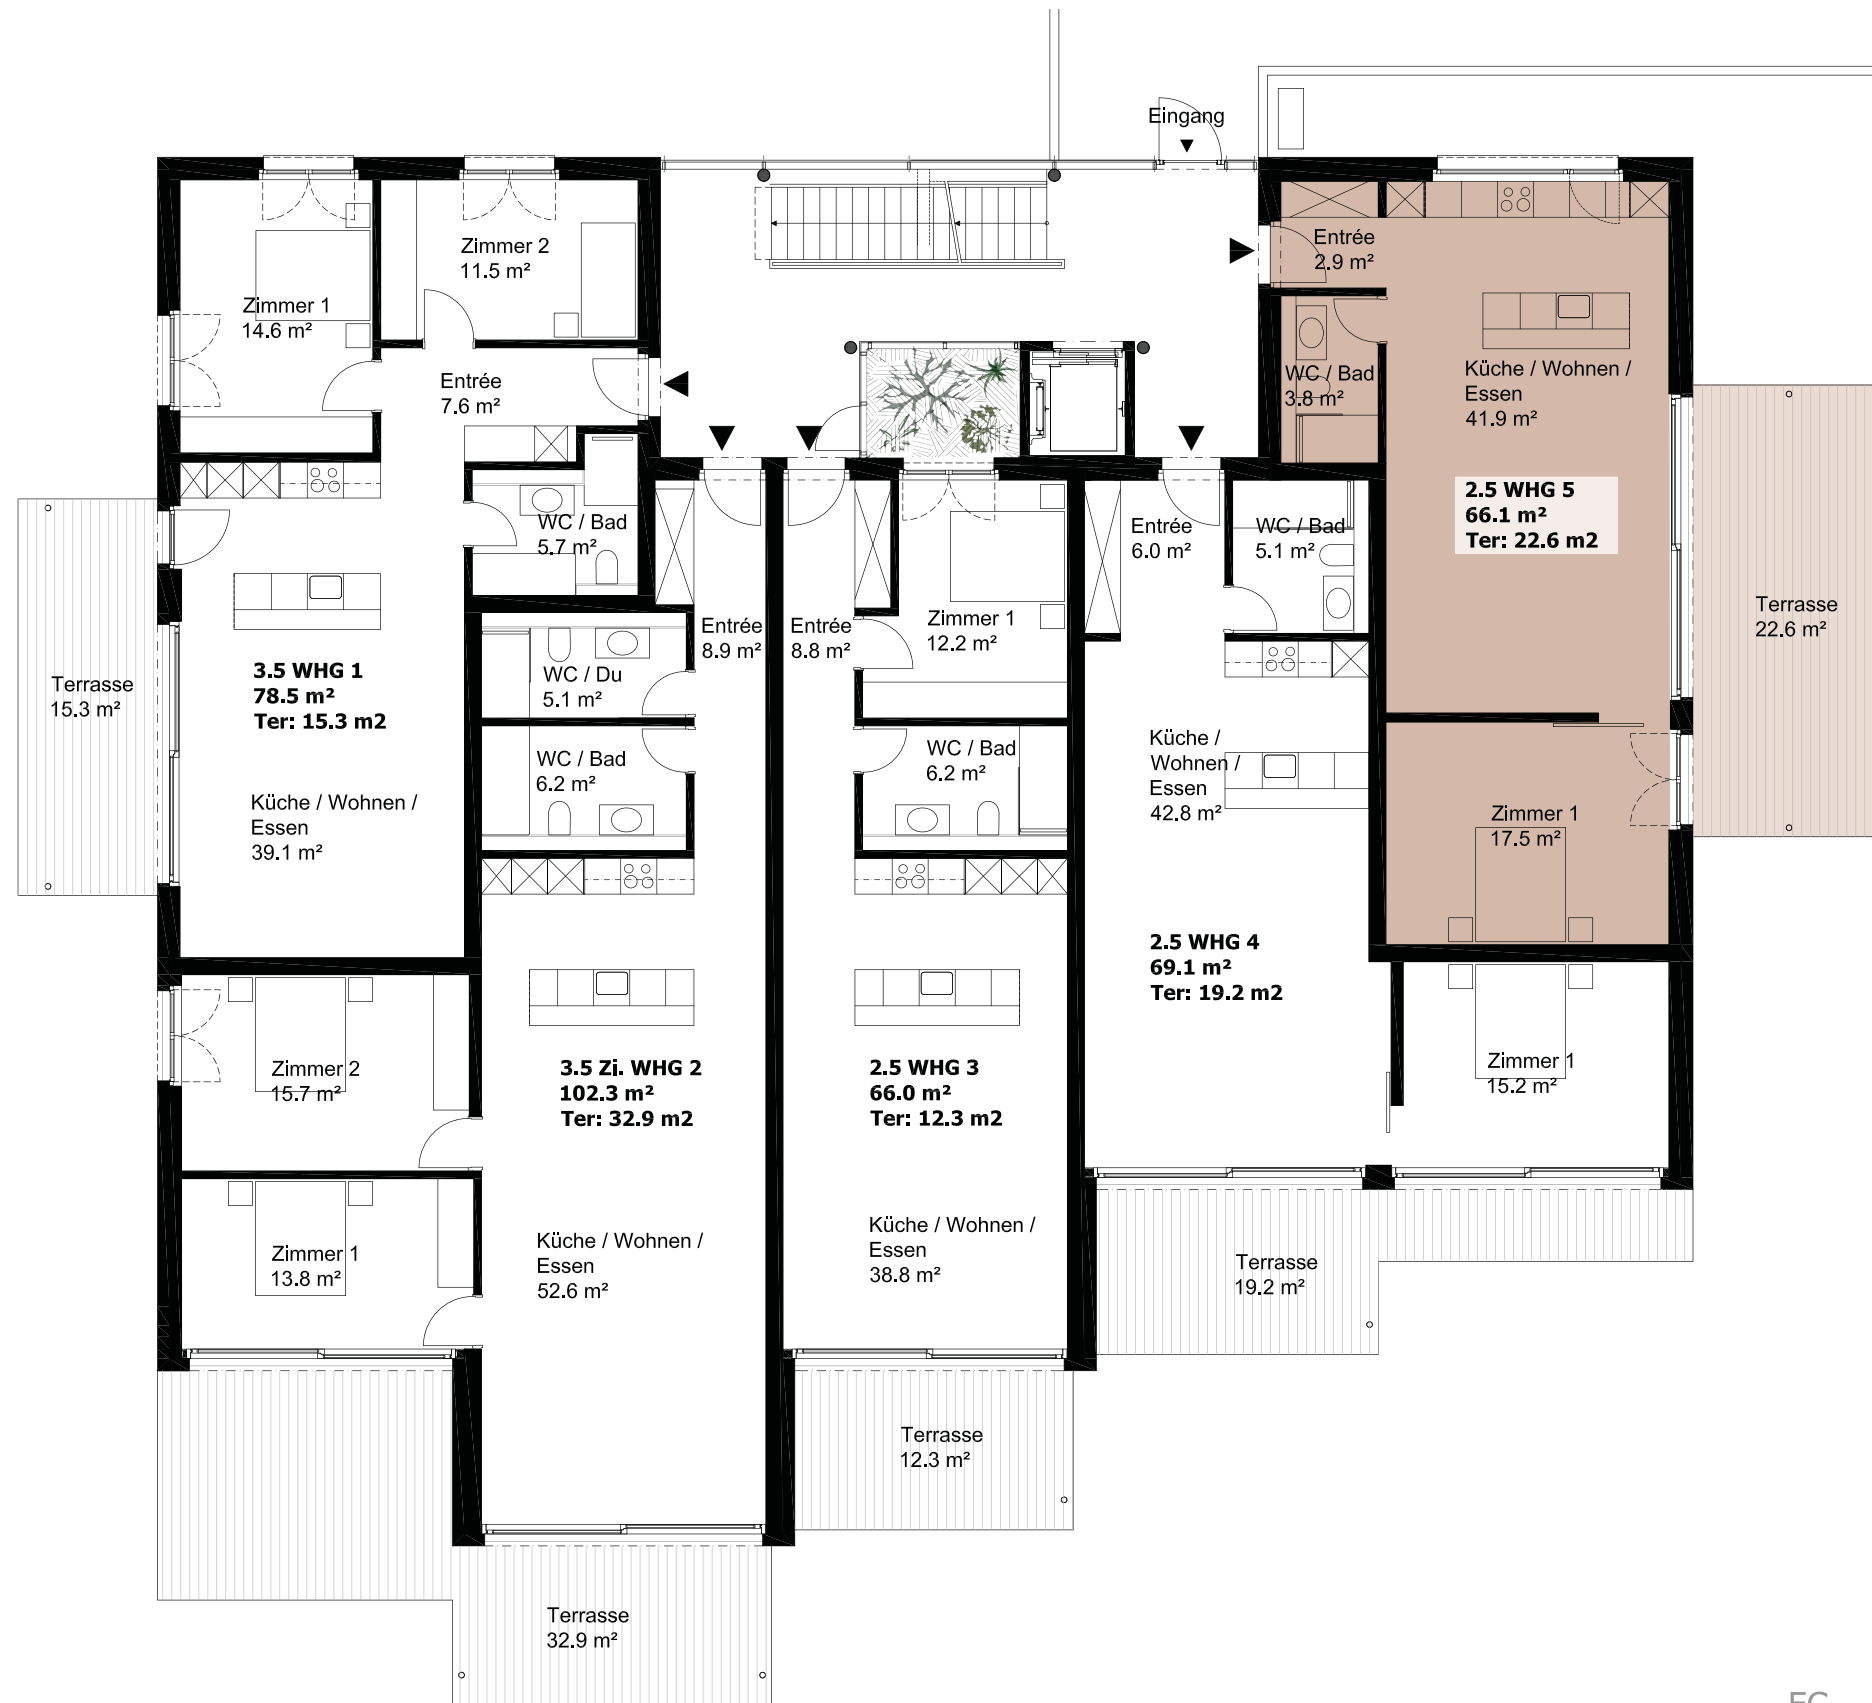 Eingang
Zimmer 2
11.5 m²
Zimmer 1
14.6 m²
Entrée
7.6 m²
WC / Bad
5.7 m²
3.5 WHG 1
78.5 m²
Ter: 15.3 m2
Terrasse
15.3 m²
Küche / Wohnen /
Essen
39.1 m²
WC / Du
5.1 m²
WC / Bad
6.2 m²
Entrée
8.9 m²
Zimmer 2
15.7 m²
Zimmer 1
13.8 m²
3.5 Zi. WHG 2
102.3 m²
Ter: 32.9 m2
Küche / Wohnen /
Essen
52.6 m²
Terrasse
32.9 m²
Entrée
8.8 m²
Zimmer 1
12.2 m²
WC / Bad
6.2 m²
2.5 WHG 3
66.0 m²
Ter: 12.3 m2
Küche / Wohnen /
Essen
38.8 m²
Terrasse
12.3 m²
Entrée
6.0 m²
WC / Bad
5.1 m²
Küche /
Wohnen /
Essen
42.8 m²
2.5 WHG 4
69.1 m²
Ter: 19.2 m2
Zimmer 1
15.2 m²
Terrasse
19.2 m²
Entrée
2.9 m²
WC / Bad
3.8 m²
Küche / Wohnen /
Essen
41.9 m²
2.5 WHG 5
66.1 m²
Ter: 22.6 m2
Terrasse
22.6 m²
Zimmer 1
17.5 m²